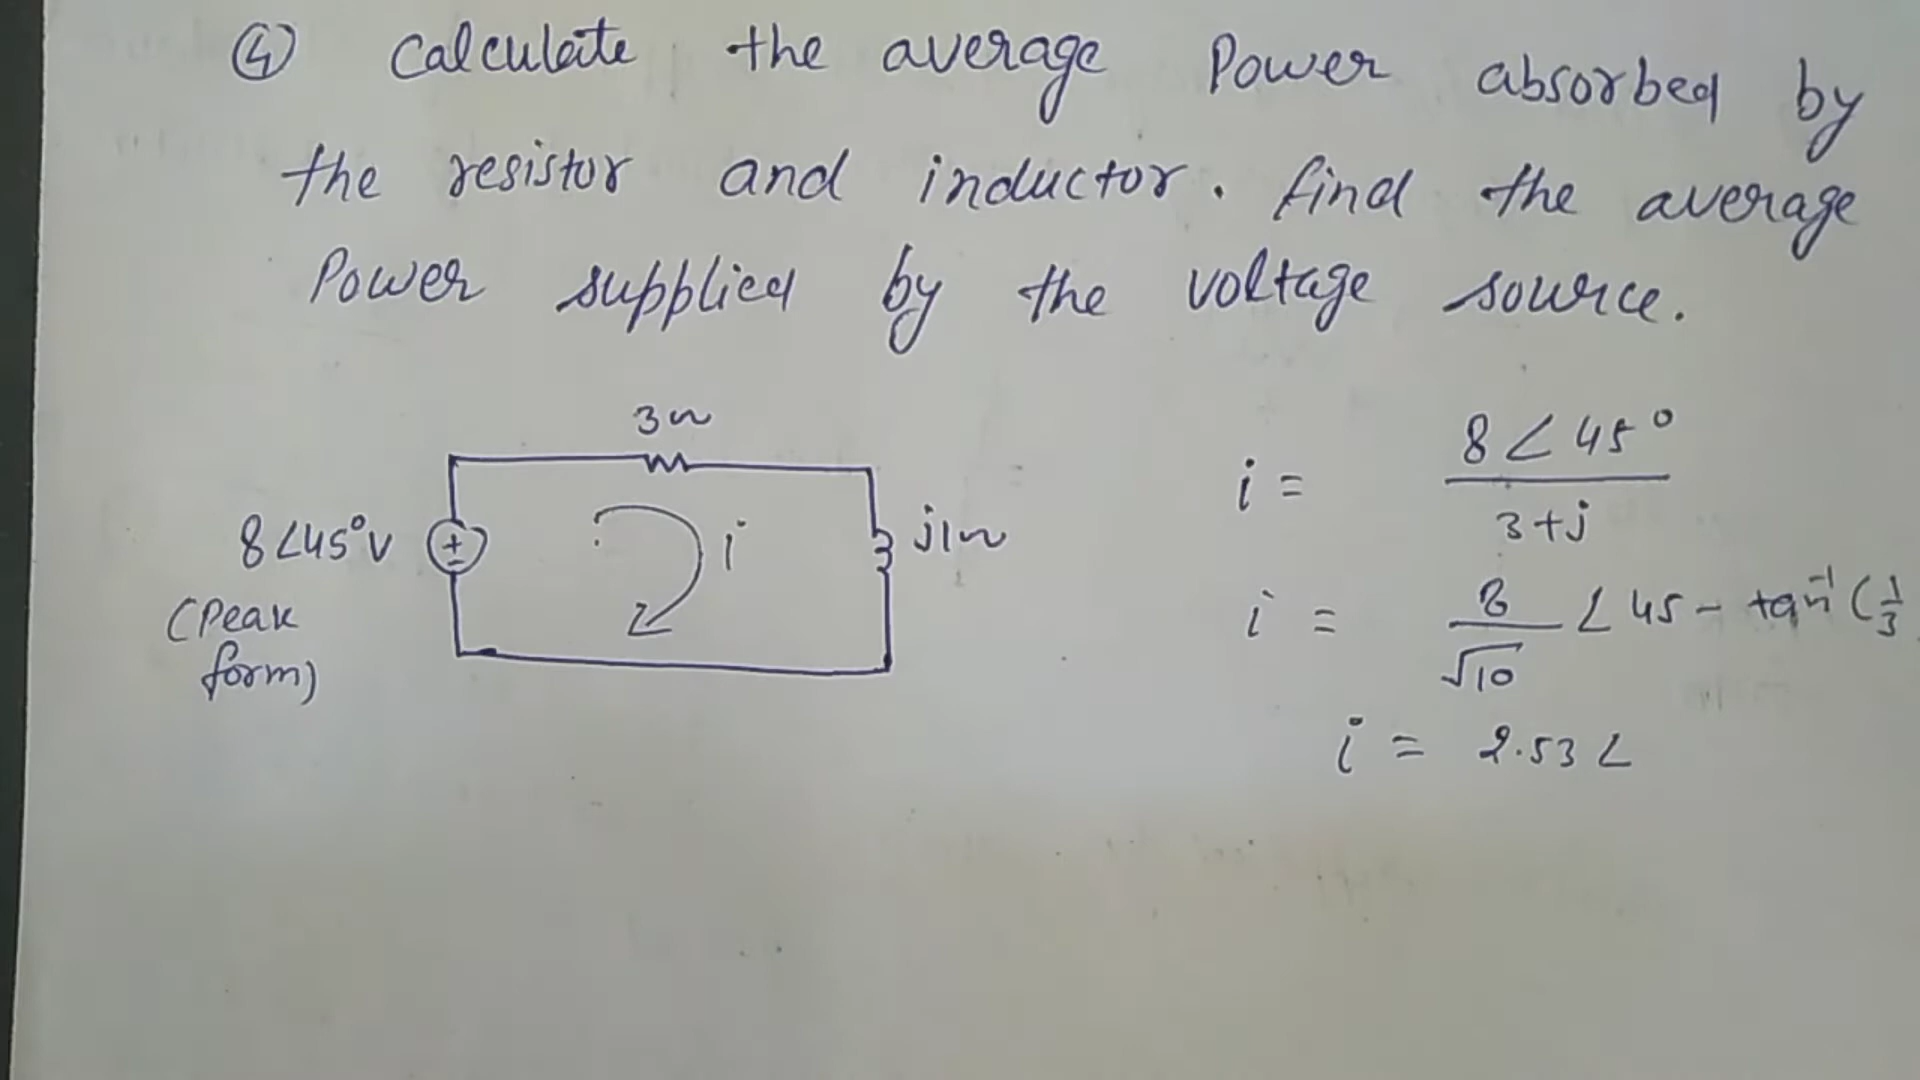 ④ Calculate the average Power absorbed by
the resistor and inductor. find the average
Power supplied by the voltage source.
3Ω
8∠45°V
(Peak
form)
+
-
i
j1Ω
i = 8∠45° / 3+j
i = 8/√10 ∠45 - tan⁻¹(1/3
i = 2.53∠